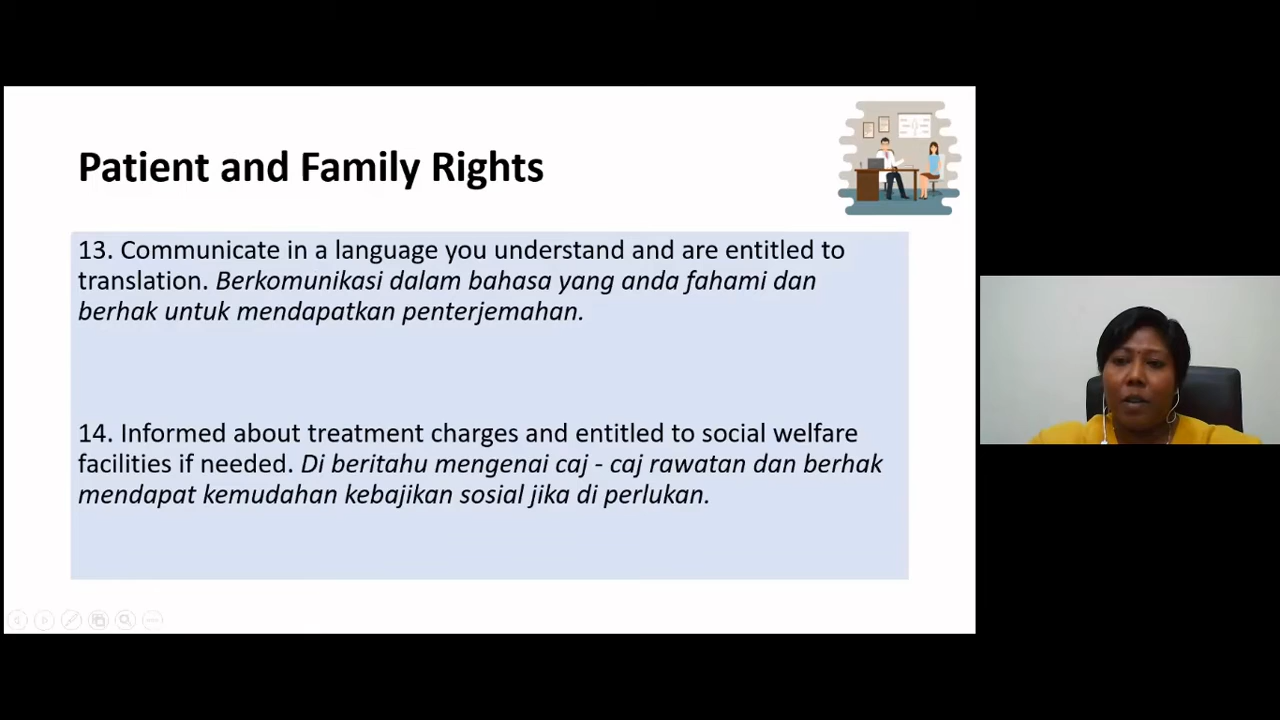 Patient and Family Rights
13. Communicate in a language you understand and are entitled to
translation. Berkomunikasi dalam bahasa yang anda fahami dan
berhak untuk mendapatkan penterjemahan.
14. Informed about treatment charges and entitled to social welfare
facilities if needed. Di beritahu mengenai caj - caj rawatan dan berhak
mendapat kemudahan kebajikan sosial jika di perlukan.